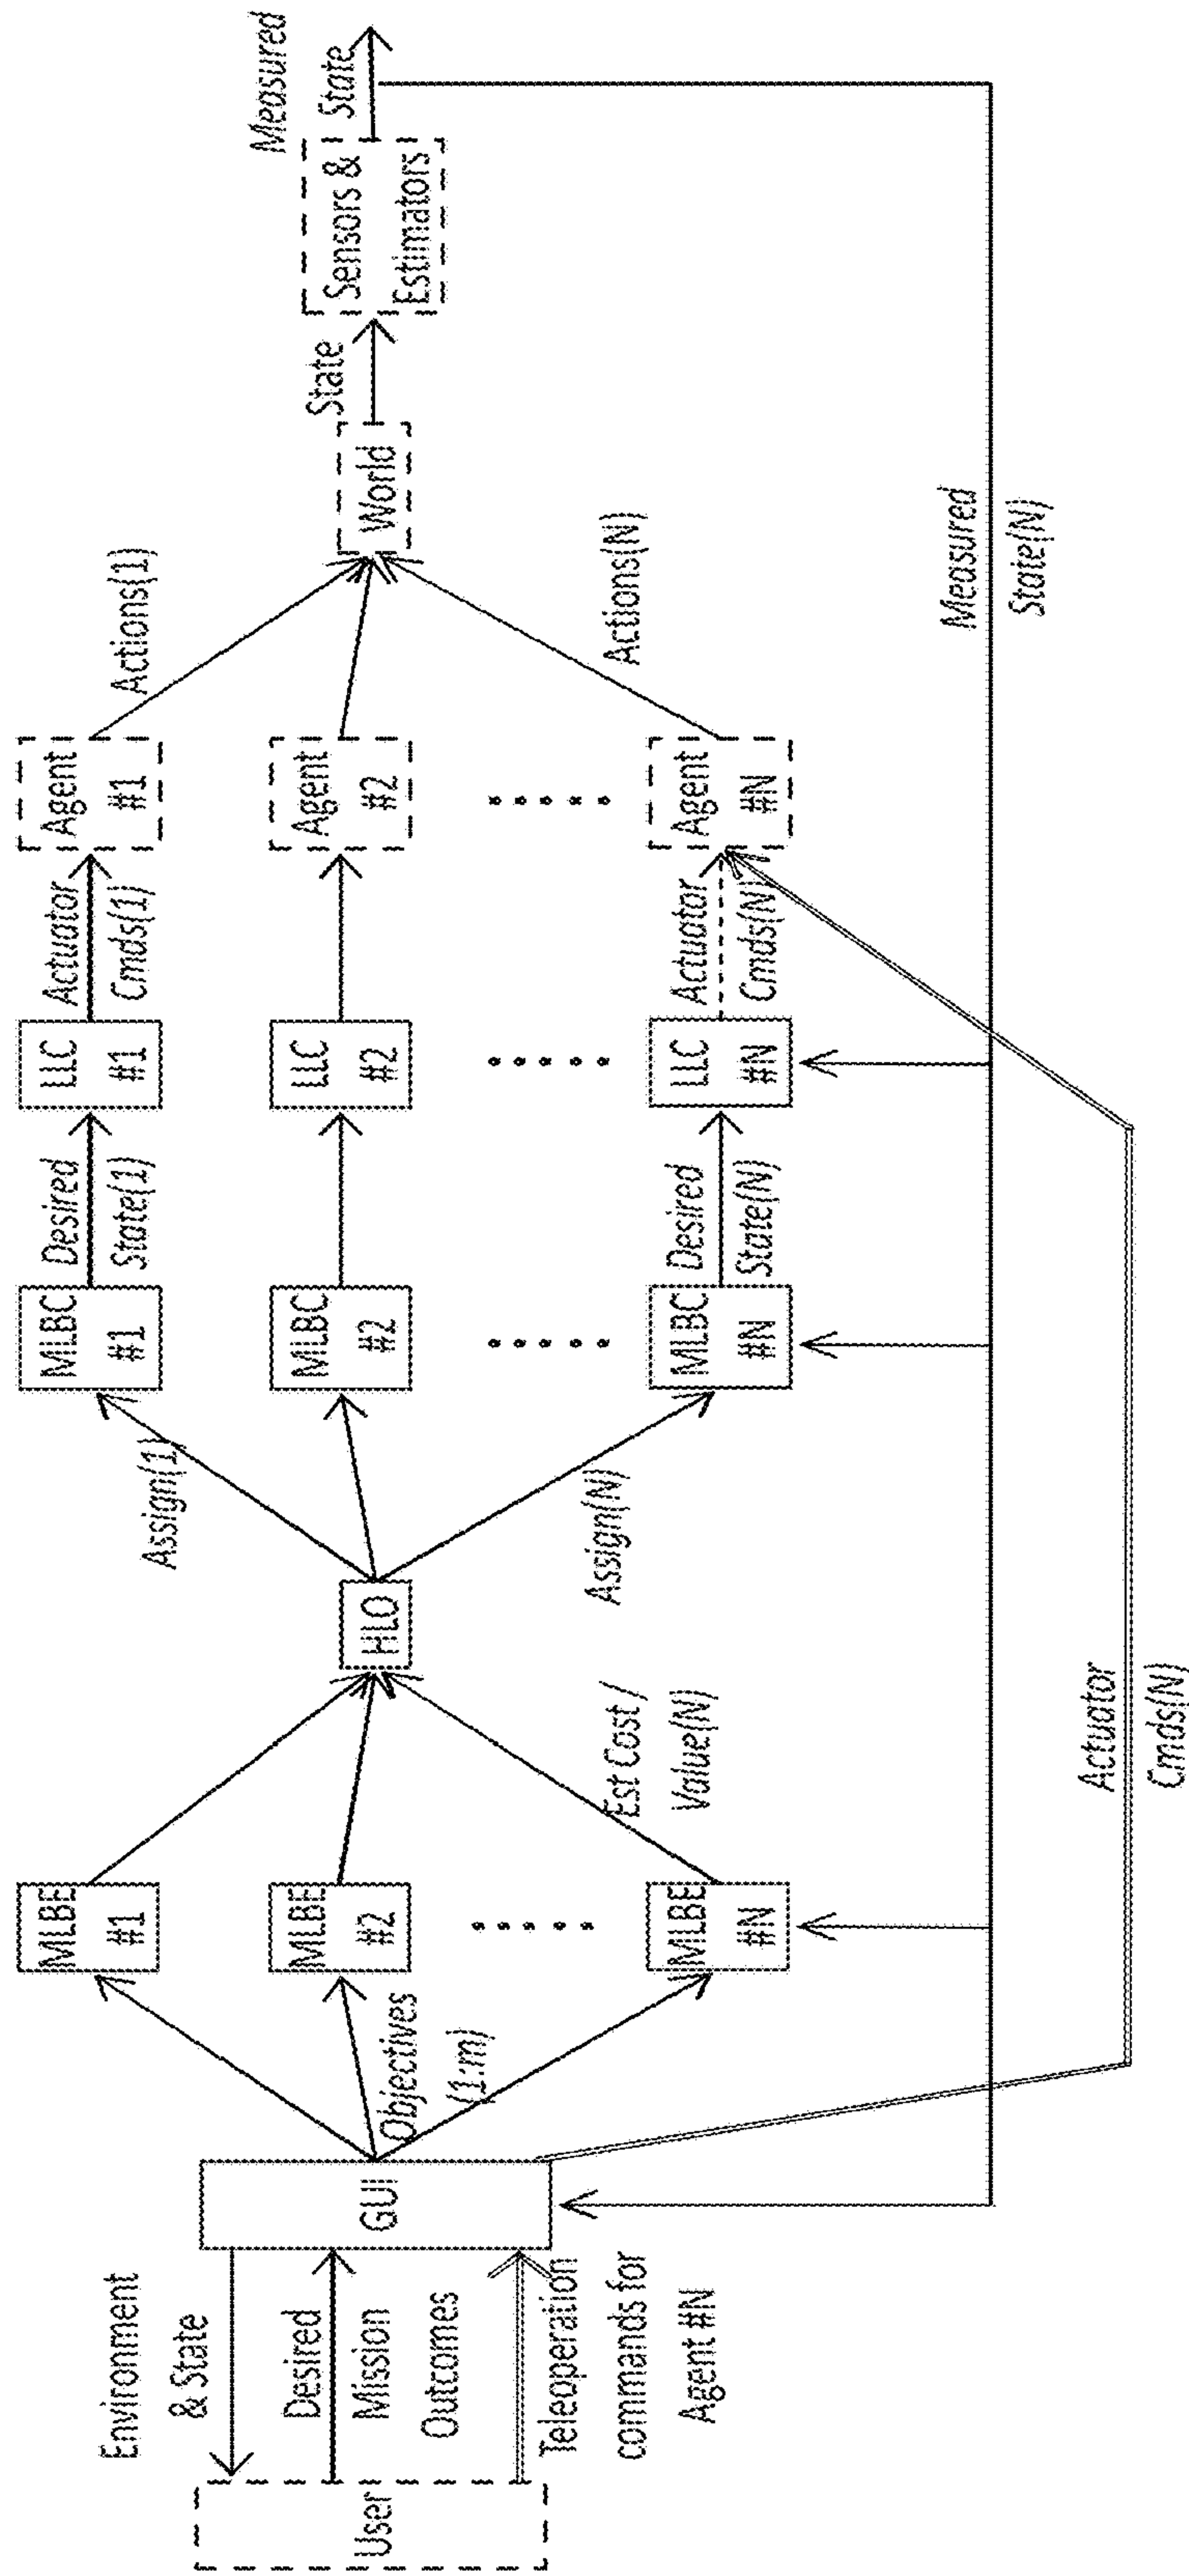 User
Environment
& State
Desired
Mission
Outcomes
Teleoperation
commands for
Agent #N
GUI
Objectives
(1:m)
MLBE
#1
MLBE
#2
MLBE
#N
Est Cost /
Value(N)
HLO
Assign(1)
Assign(N)
MLBC
#1
MLBC
#2
MLBC
#N
Desired
State(1)
Desired
State(N)
LLC
#1
LLC
#2
LLC
#N
Actuator
Cmds(1)
Actuator
Cmds(N)
Agent
#1
Agent
#2
Agent
#N
Actions(1)
Actions(N)
World
State
Sensors &
Estimators
Measured
State
Measured
State(N)
Actuator
Cmds(N)